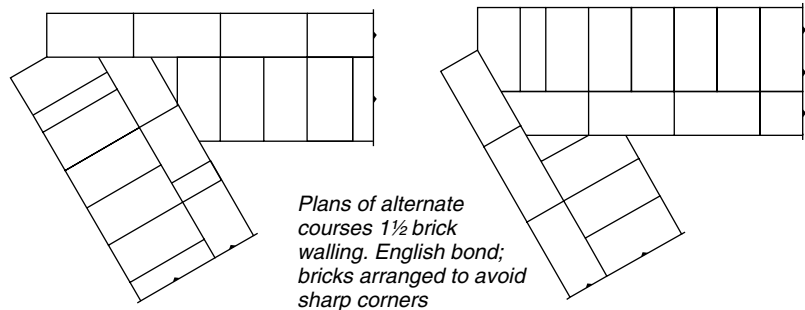 Plans of alternate
courses 1½ brick
walling. English bond;
bricks arranged to avoid
sharp corners